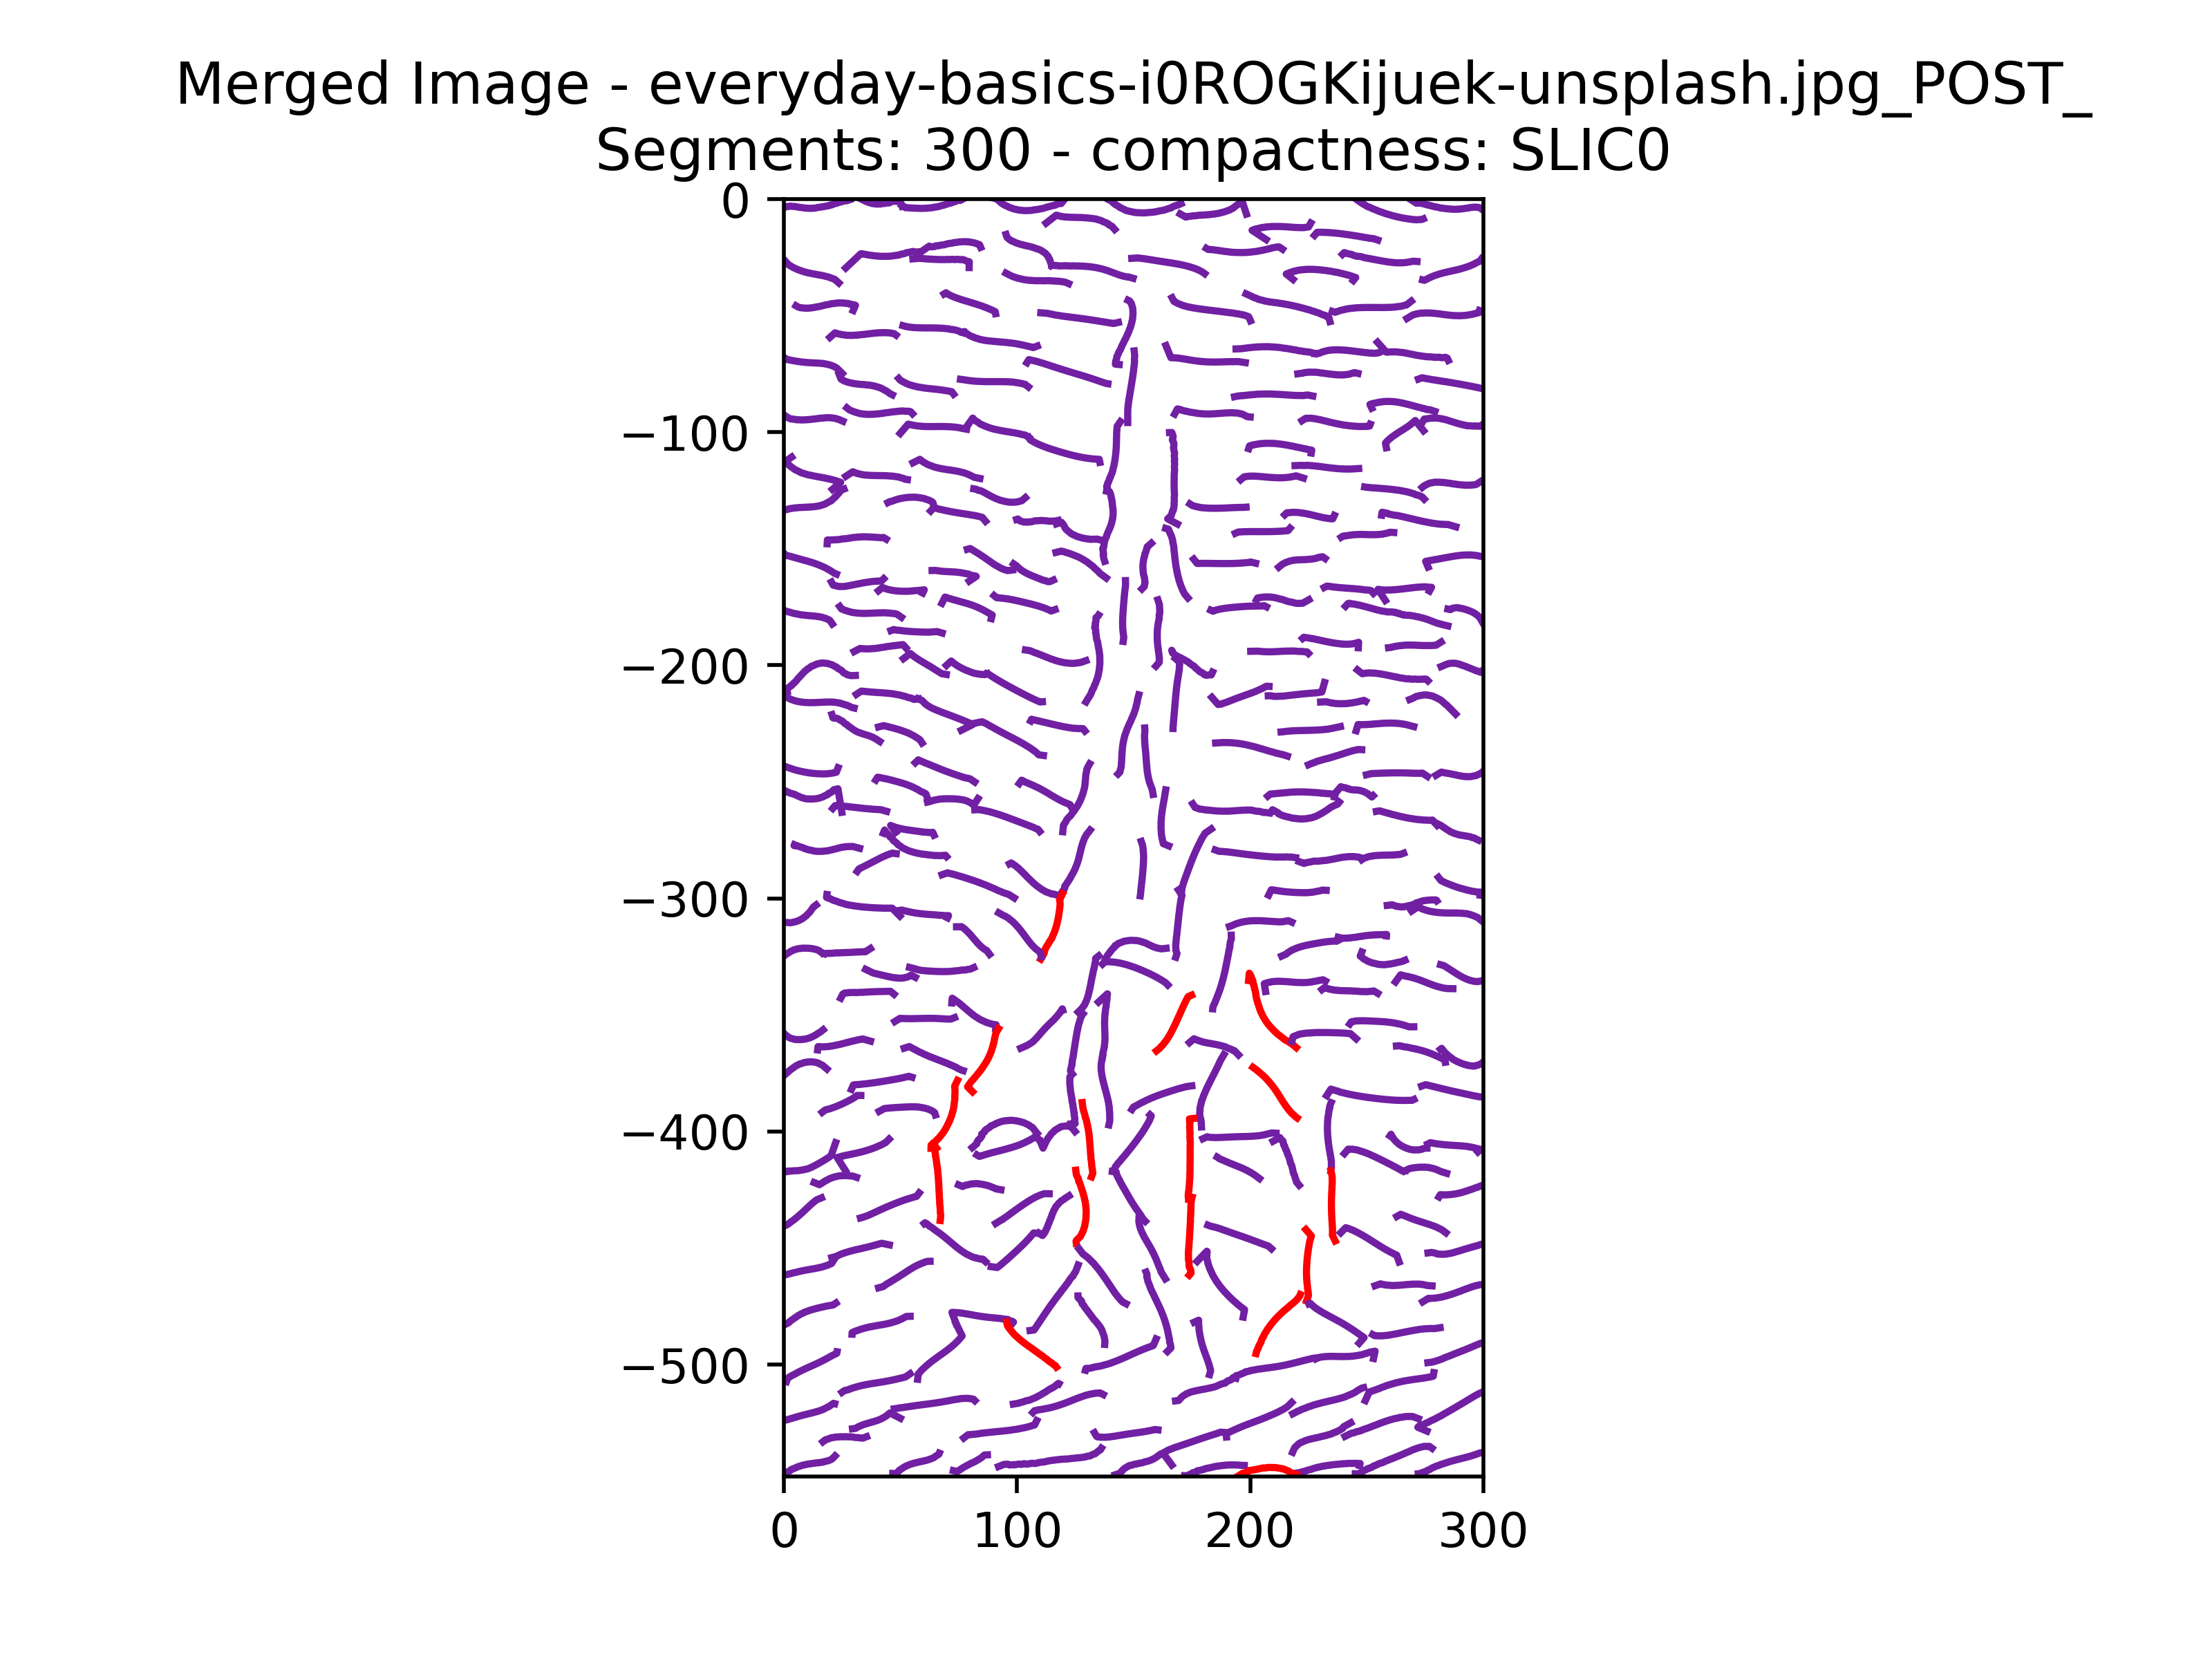 Merged Image - everyday-basics-i0ROGKijuek-unsplash.jpg_POST_
Segments: 300 - compactness: SLIC0
0
−100
−200
−300
−400
−500
0 100 200 300